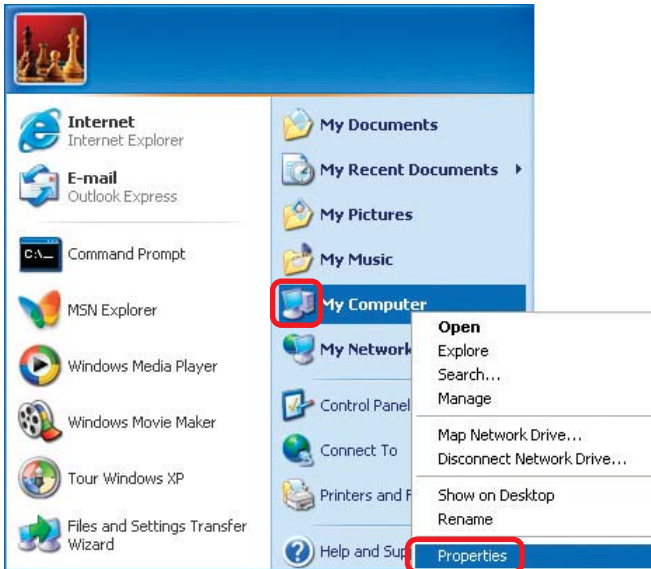 Internet
Internet Explorer
E-mail
Outlook Express
C:\_
Command Prompt
MSN Explorer
Windows Media Player
Windows Movie Maker
Tour Windows XP
Files and Settings Transfer
Wizard
My Documents
My Recent Documents
My Pictures
My Music
My Computer
My Network
Control Panel
Connect To
Printers and F
Help and Sup
Open
Explore
Search...
Manage
Map Network Drive...
Disconnect Network Drive...
Show on Desktop
Rename
Properties